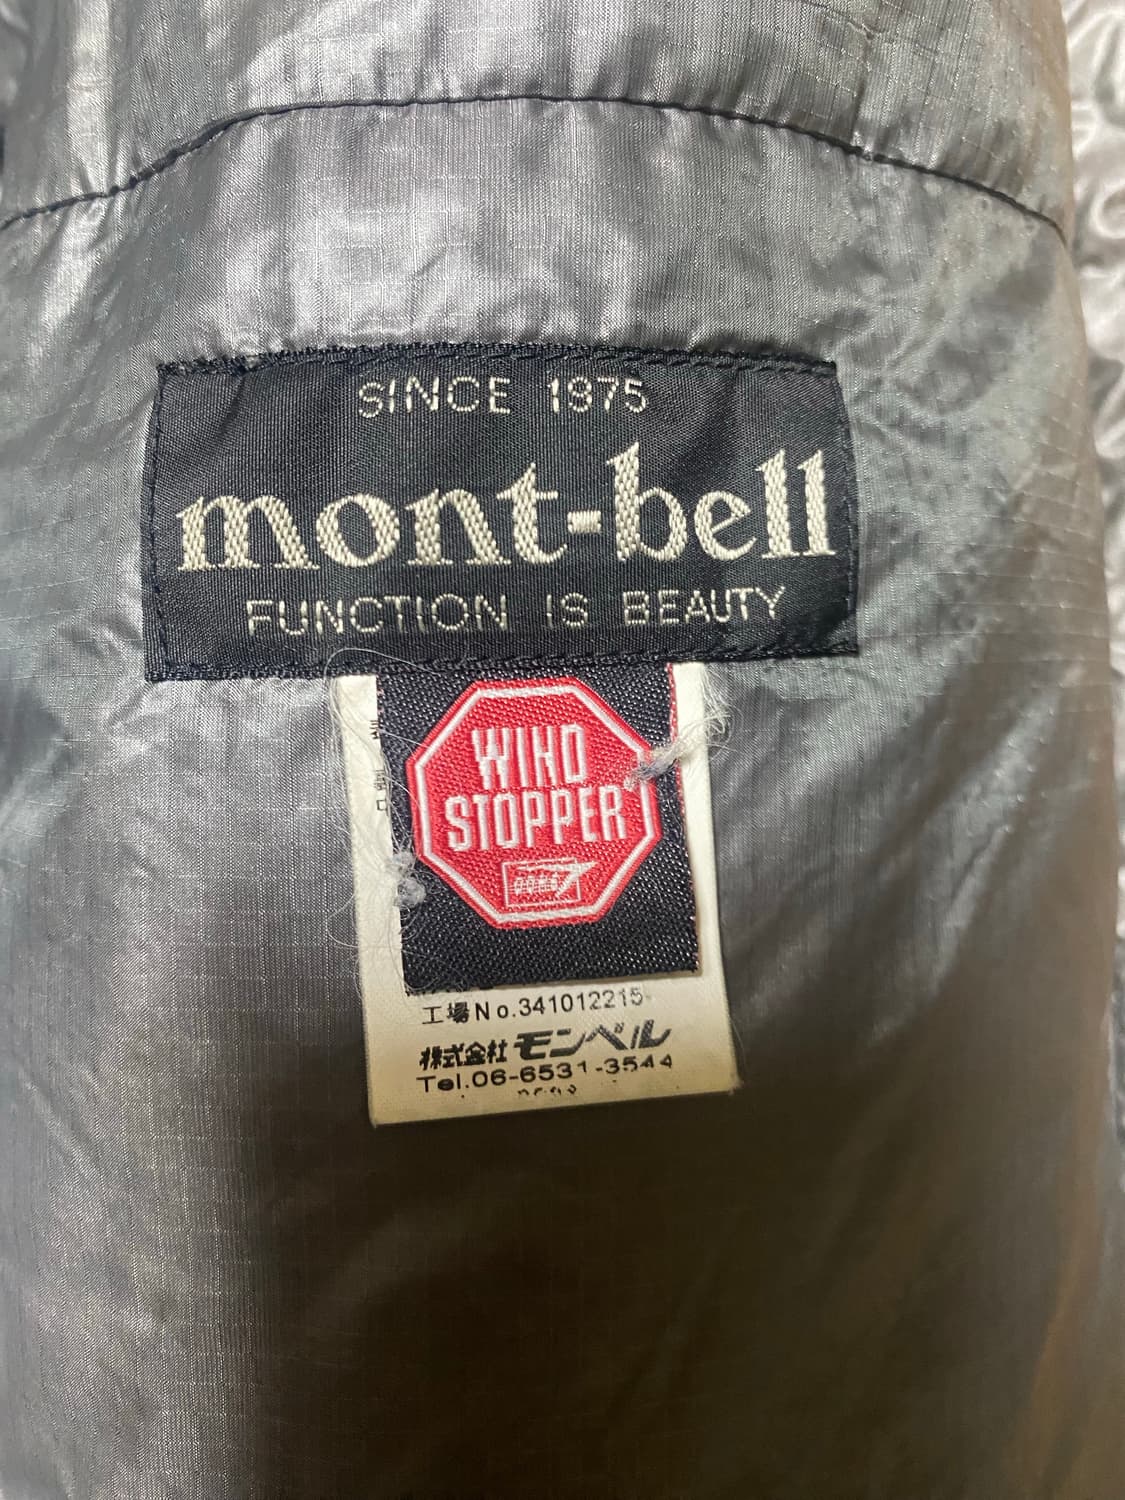 SINCE 1975
mont-bell
FUNCTION IS BEAUTY
WIND
STOPPER
GORE
工場No.341012215
株式会社モンベル
Tel.06-6531-3544